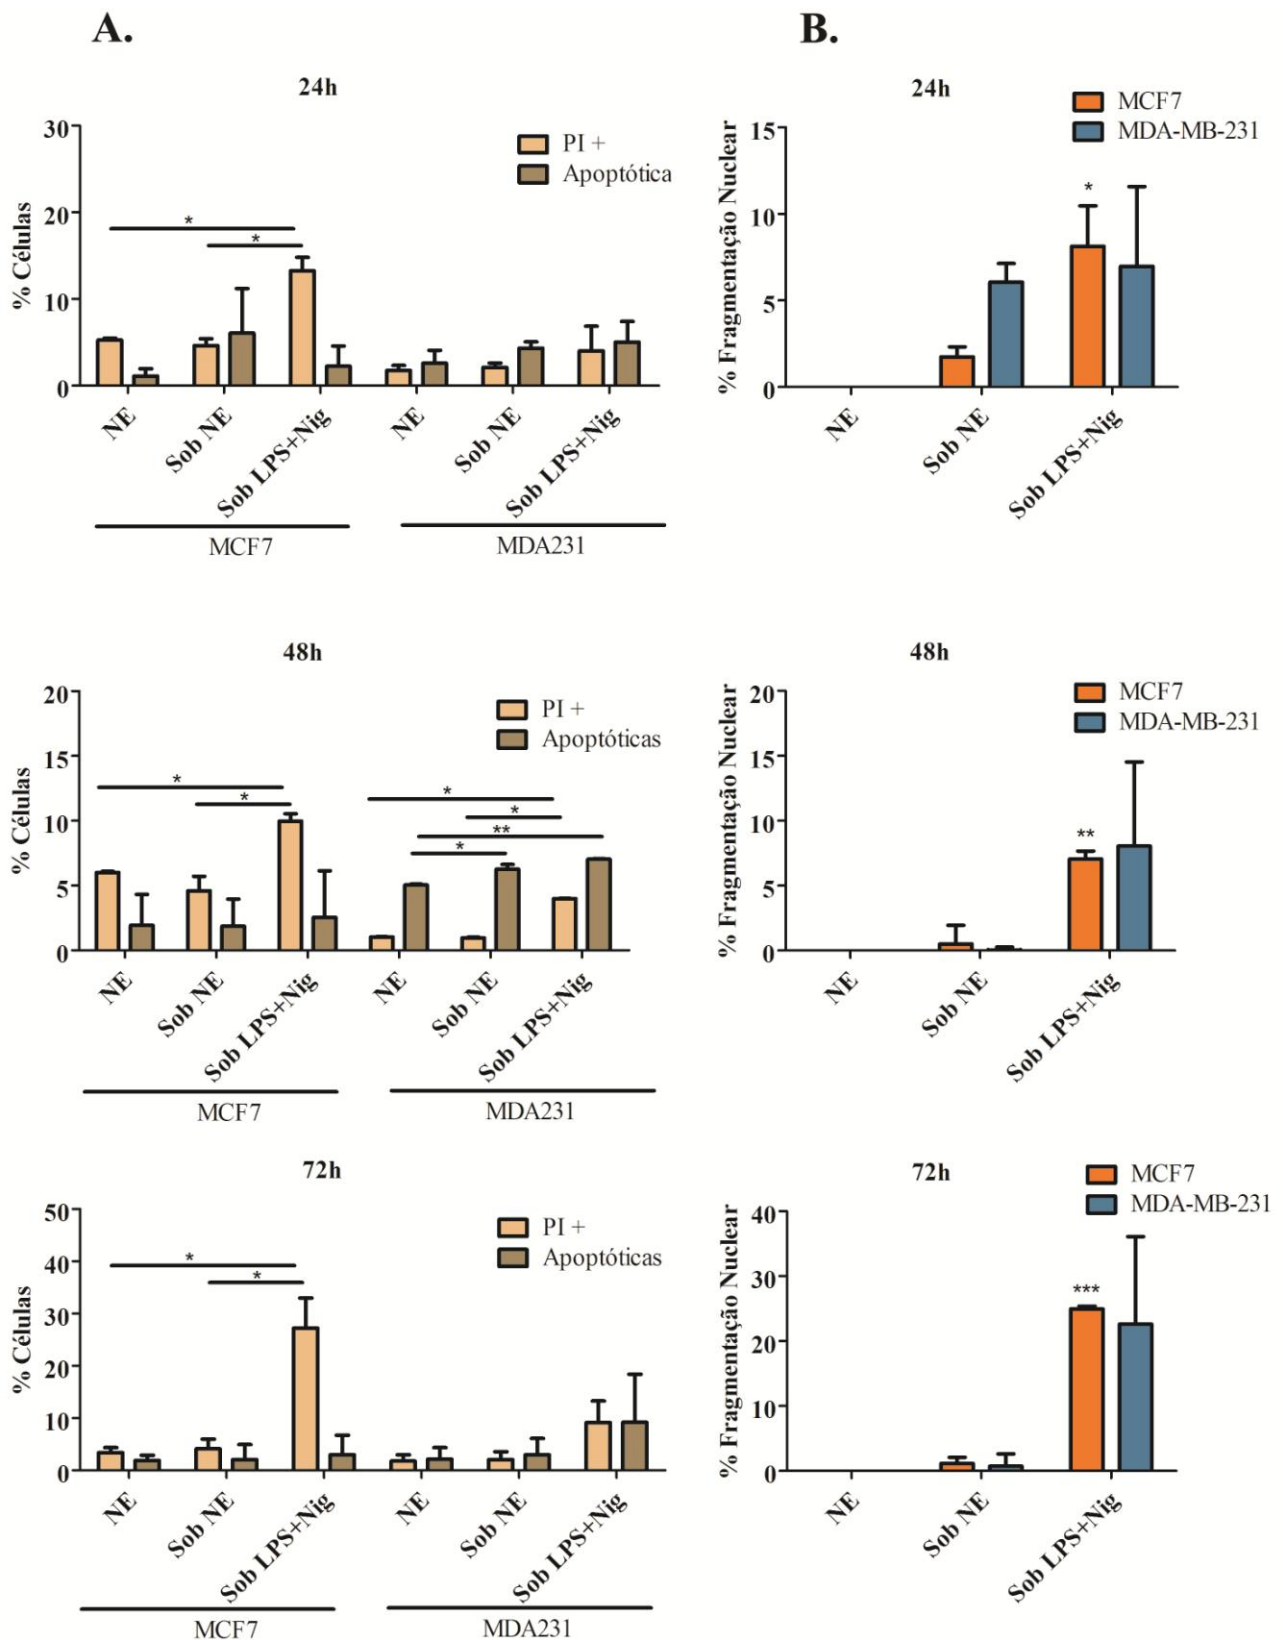 A.
B.
24h
30
20
10
0
% Células
PI +
Apoptótica
*
*
NE
Sob NE
Sob LPS+Nig
NE
Sob NE
Sob LPS+Nig
MCF7
MDA231
24h
MCF7
MDA-MB-231
15
10
5
0
% Fragmentação Nuclear
*
NE
Sob NE
Sob LPS+Nig
48h
20
15
10
5
0
% Células
PI +
Apoptóticas
*
*
*
*
**
*
NE
Sob NE
Sob LPS+Nig
NE
Sob NE
Sob LPS+Nig
MCF7
MDA231
48h
MCF7
MDA-MB-231
20
15
10
5
0
% Fragmentação Nuclear
**
NE
Sob NE
Sob LPS+Nig
72h
50
40
30
20
10
0
% Células
PI +
Apoptóticas
*
*
NE
Sob NE
Sob LPS+Nig
NE
Sob NE
Sob LPS+Nig
MCF7
MDA231
72h
MCF7
MDA-MB-231
40
30
20
10
0
% Fragmentação Nuclear
***
NE
Sob NE
Sob LPS+Nig